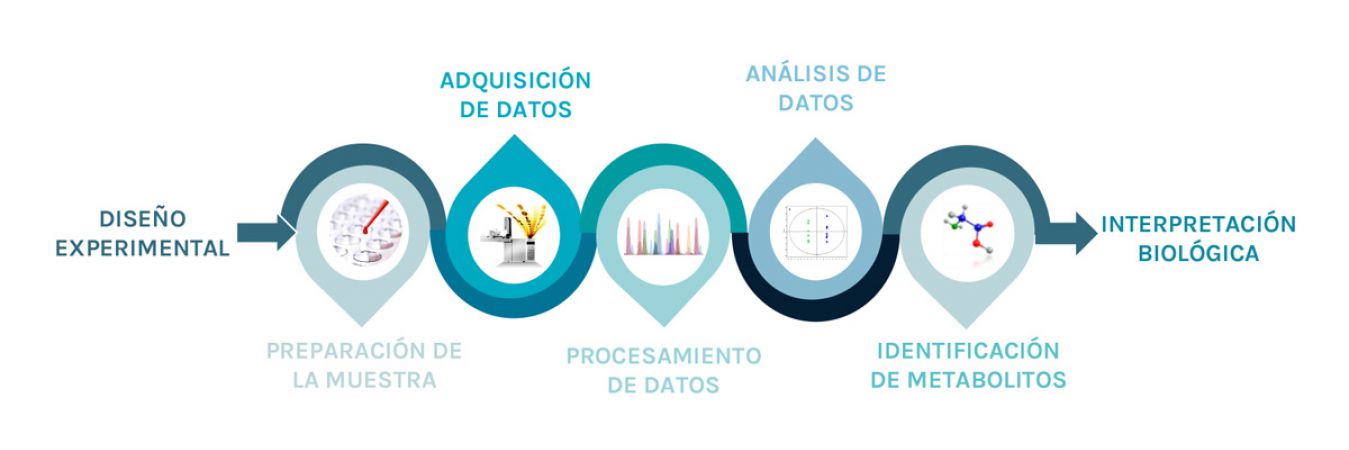 DISEÑO
EXPERIMENTAL
PREPARACIÓN DE
LA MUESTRA
ADQUISICIÓN
DE DATOS
PROCESAMIENTO
DE DATOS
ANÁLISIS DE
DATOS
IDENTIFICACIÓN
DE METABOLITOS
INTERPRETACIÓN
BIOLÓGICA